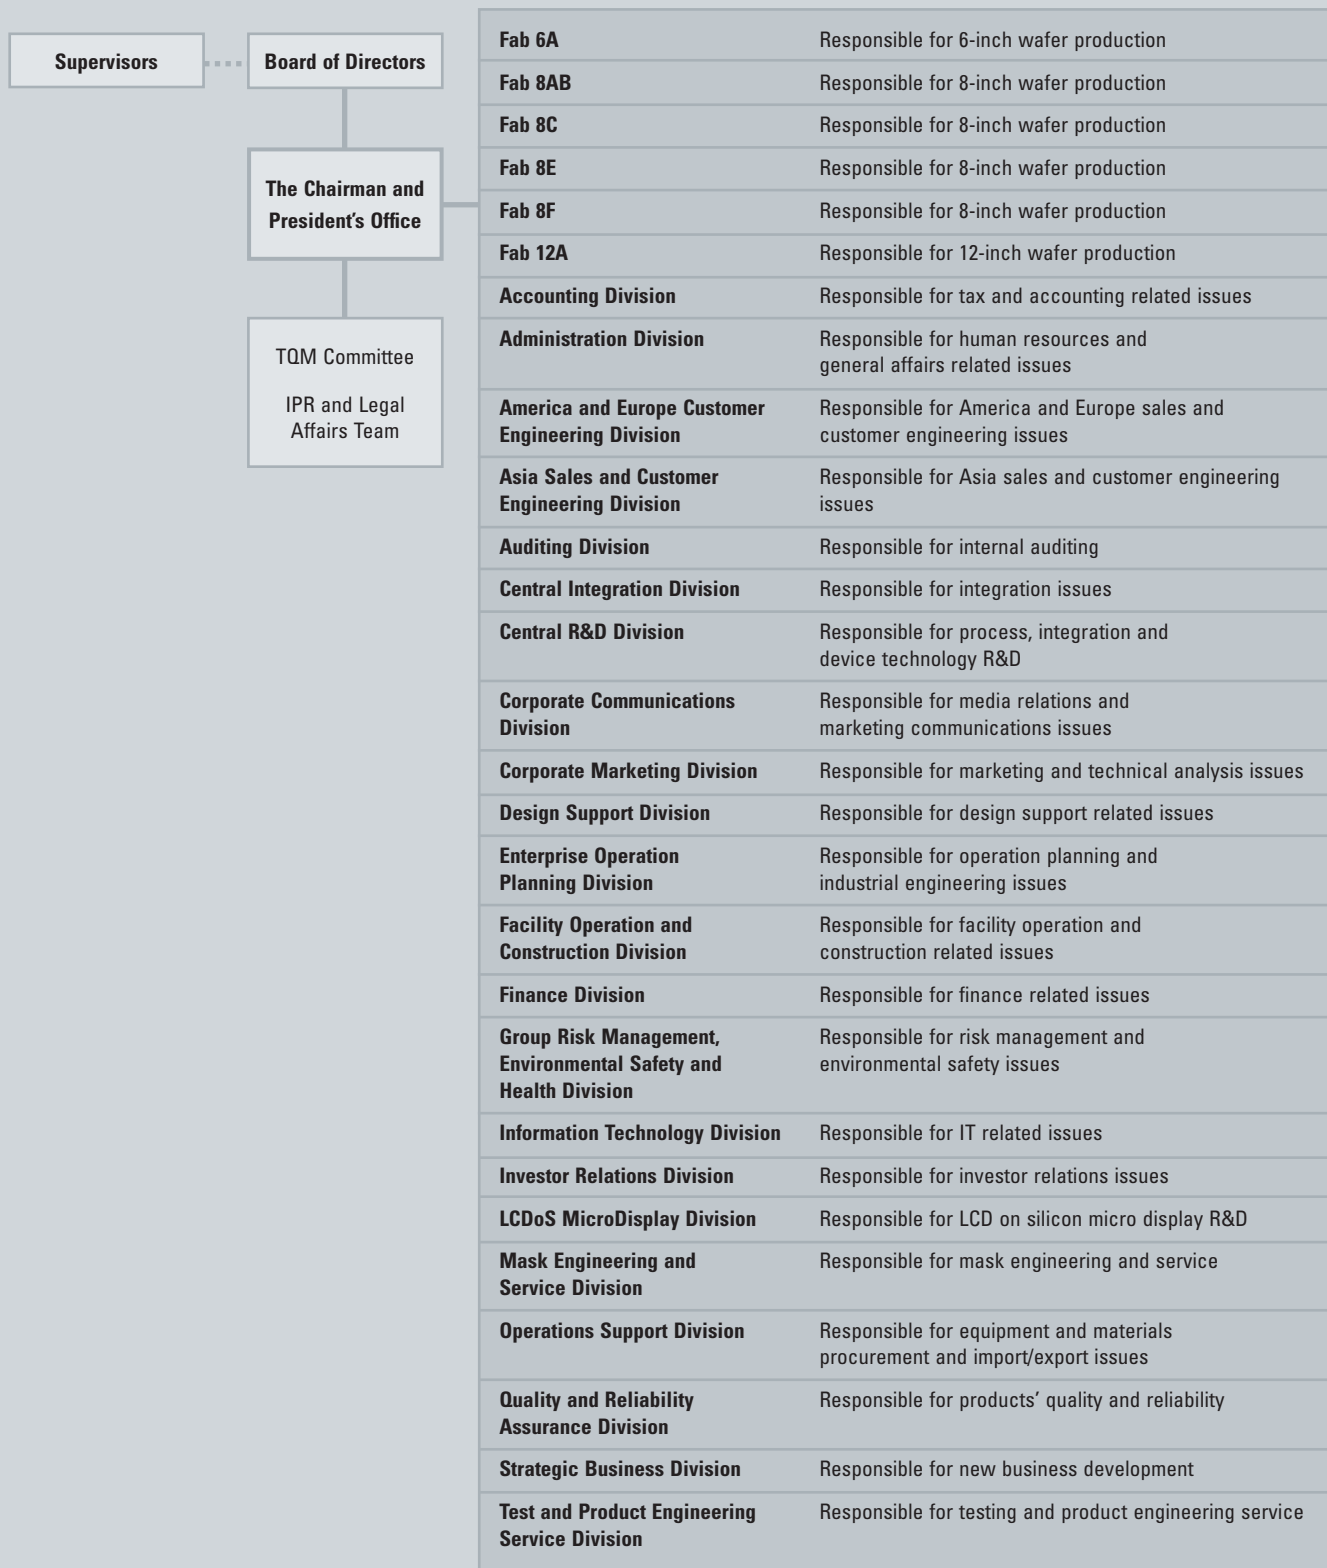 Supervisors
Board of Directors
The Chairman and
President’s Office
TQM Committee
IPR and Legal
Affairs Team
Fab 6A Responsible for 6-inch wafer production
Fab 8AB Responsible for 8-inch wafer production
Fab 8C Responsible for 8-inch wafer production
Fab 8E Responsible for 8-inch wafer production
Fab 8F Responsible for 8-inch wafer production
Fab 12A Responsible for 12-inch wafer production
Accounting Division Responsible for tax and accounting related issues
Administration Division Responsible for human resources and
general affairs related issues
America and Europe Customer Responsible for America and Europe sales and
Engineering Division customer engineering issues
Asia Sales and Customer Responsible for Asia sales and customer engineering
Engineering Division issues
Auditing Division Responsible for internal auditing
Central Integration Division Responsible for integration issues
Central R&D Division Responsible for process, integration and
device technology R&D
Corporate Communications Responsible for media relations and
Division marketing communications issues
Corporate Marketing Division Responsible for marketing and technical analysis issues
Design Support Division Responsible for design support related issues
Enterprise Operation Responsible for operation planning and
Planning Division industrial engineering issues
Facility Operation and Responsible for facility operation and
Construction Division construction related issues
Finance Division Responsible for finance related issues
Group Risk Management, Responsible for risk management and
Environmental Safety and environmental safety issues
Health Division
Information Technology Division Responsible for IT related issues
Investor Relations Division Responsible for investor relations issues
LCDoS MicroDisplay Division Responsible for LCD on silicon micro display R&D
Mask Engineering and Responsible for mask engineering and service
Service Division
Operations Support Division Responsible for equipment and materials
procurement and import/export issues
Quality and Reliability Responsible for products’ quality and reliability
Assurance Division
Strategic Business Division Responsible for new business development
Test and Product Engineering Responsible for testing and product engineering service
Service Division